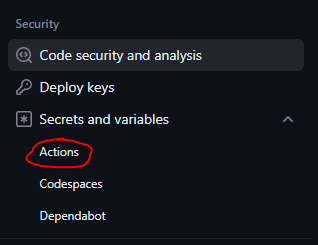 Security
Code security and analysis
Deploy keys
Secrets and variables
Actions
Codespaces
Dependabot